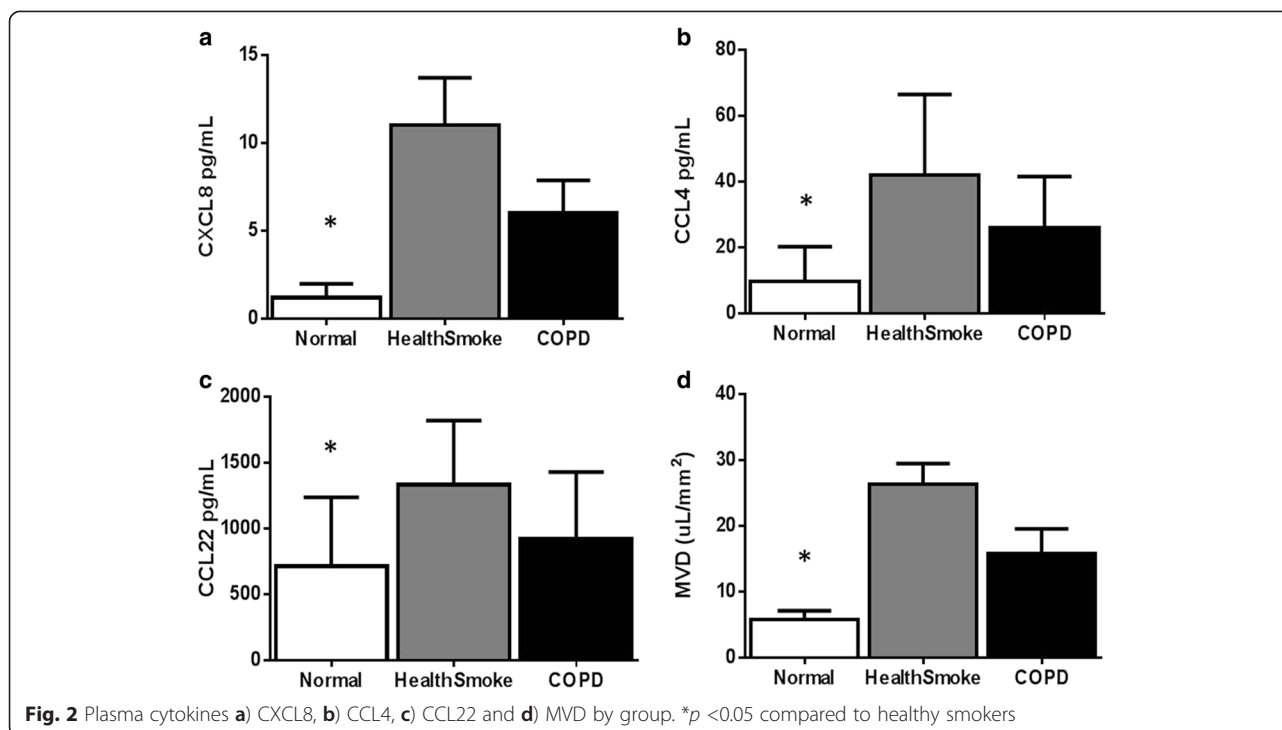 a
CXCL8 pg/mL
15
10
5
0
*
Normal HealthSmoke COPD
b
CCL4 pg/mL
80
60
40
20
0
*
Normal HealthSmoke COPD
c
CCL22 pg/mL
2000
1500
1000
500
0
*
Normal HealthSmoke COPD
d
MVD (uL/mm²)
40
30
20
10
0
*
Normal HealthSmoke COPD
Fig. 2 Plasma cytokines a) CXCL8, b) CCL4, c) CCL22 and d) MVD by group. *p <0.05 compared to healthy smokers